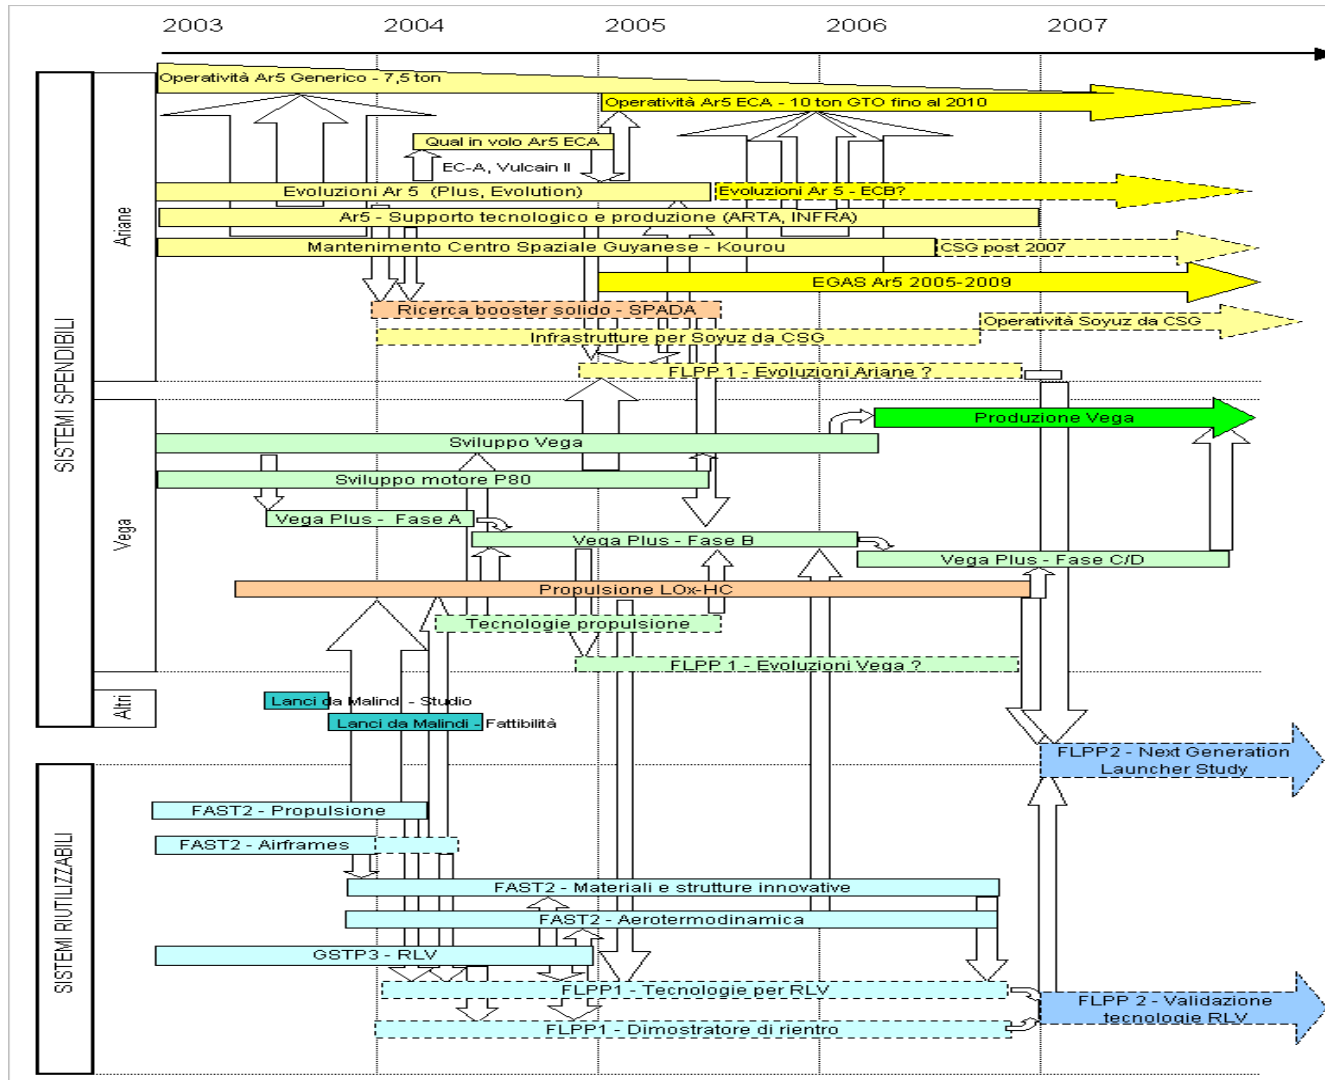 2003 2004 2005 2006 2007
SISTEMI SPENDIBILI
Ariane
Operatività Ar5 Generico - 7,5 ton
Operatività Ar5 ECA - 10 ton GTO fino al 2010
Qual in volo Ar5 ECA
EC-A, Vulcain II
Evoluzioni Ar 5 (Plus, Evolution)
Evoluzioni Ar 5 - ECB?
Ar5 - Supporto tecnologico e produzione (ARTA, INFRA)
Mantenimento Centro Spaziale Guyanese - Kourou
CSG post 2007
EGAS Ar5 2005-2009
Ricerca booster solido - SPADA
Operatività Soyuz da CSG
Infrastrutture per Soyuz da CSG
FLPP 1 - Evoluzioni Ariane ?
Vega
Produzione Vega
Sviluppo Vega
Sviluppo motore P80
Vega Plus - Fase A
Vega Plus - Fase B
Vega Plus - Fase C/D
Propulsione LOx-HC
Tecnologie propulsione
FLPP 1 - Evoluzioni Vega ?
Altri
Lanci da Malindi - Studio
Lanci da Malindi - Fattibilità
FLPP2 - Next Generation
Launcher Study
SISTEMI RIUTILIZZABILI
FAST2 - Propulsione
FAST2 - Airframes
FAST2 - Materiali e strutture innovative
FAST2 - Aerotermodinamica
GSTP3 - RLV
FLPP1 - Tecnologie per RLV
FLPP 2 - Validazione
tecnologie RLV
FLPP1 - Dimostratore di rientro